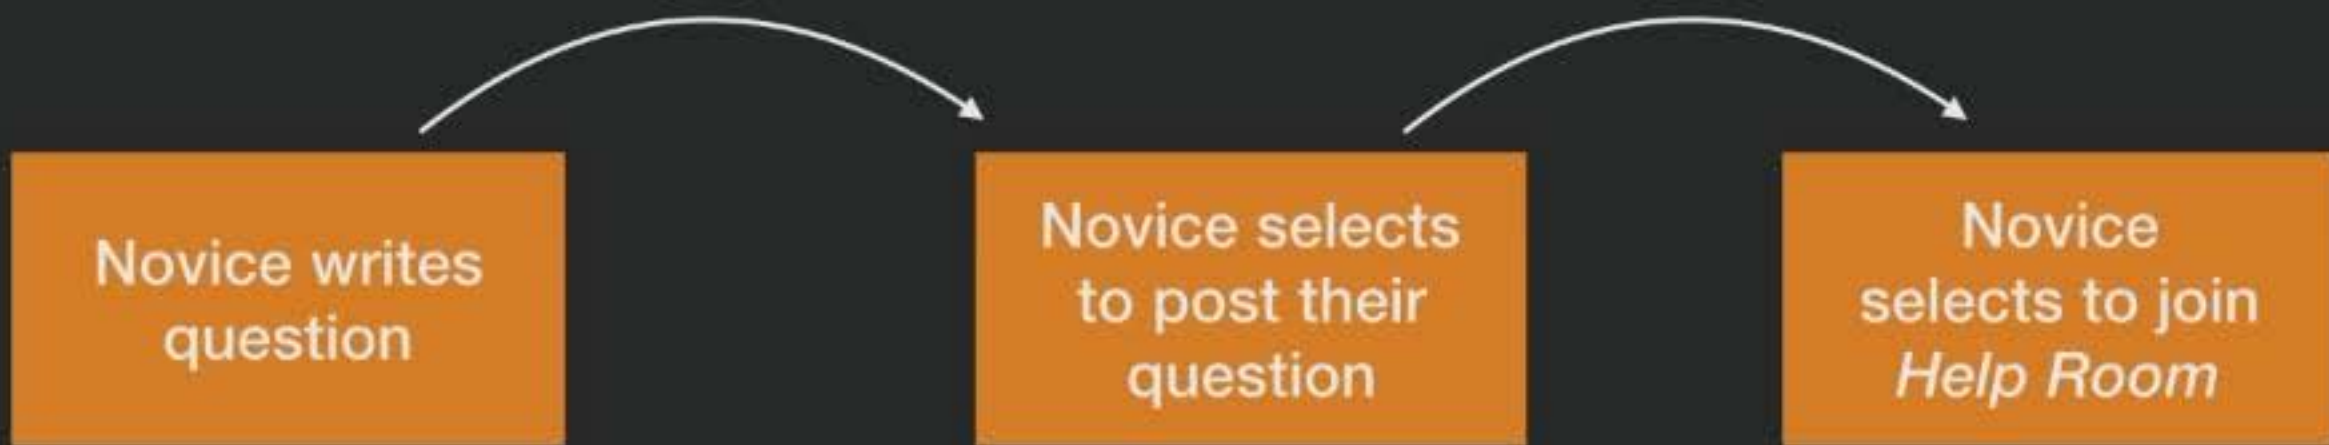 Novice writes
question
Novice selects
to post their
question
Novice
selects to join
Help Room